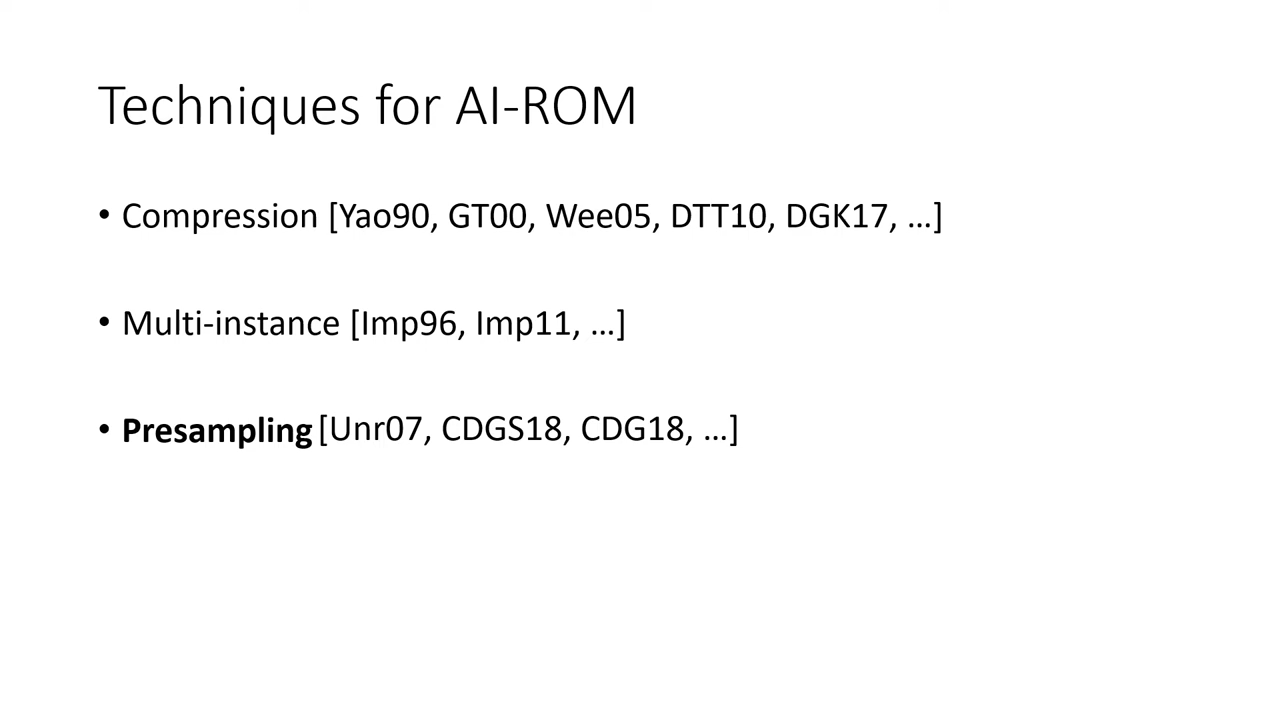 Techniques for AI-ROM
• Compression [Yao90, GT00, Wee05, DTT10, DGK17, …]
• Multi-instance [Imp96, Imp11, …]
• Presampling [Unr07, CDGS18, CDG18, …]